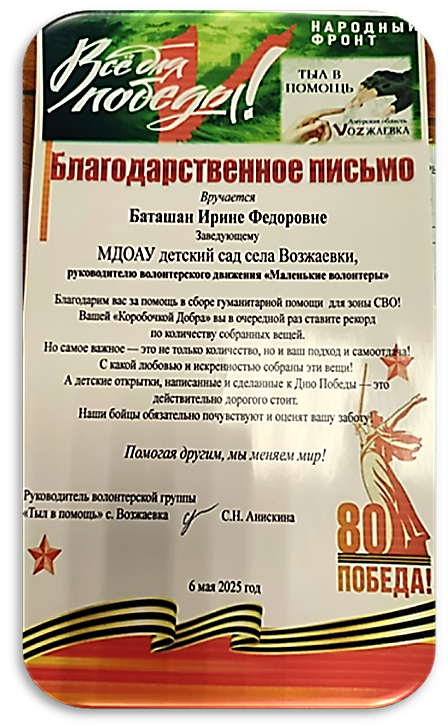 Всё для
победы!
НАРОДНЫЙ
ФРОНТ
ТЫЛ В
ПОМОЩЬ
Амурская область
VOZЖАЕВКА
Благодарственное письмо
Вручается
Баташан Ирине Федоровне
Заведующему
МДОАУ детский сад села Возжаевки,
руководителю волонтерского движения «Маленькие волонтеры»
Благодарим вас за помощь в сборе гуманитарной помощи для зоны СВО!
Вашей «Коробочкой Добра» вы в очередной раз ставите рекорд
по количеству собранных вещей.
Но самое важное — это не только количество, но и ваш подход и самоотдача!
С какой любовью и искренностью собраны эти вещи!
А детские открытки, написанные и сделанные к Дню Победы — это
действительно дорогого стоит.
Наши бойцы обязательно почувствуют и оценят вашу заботу!
Помогая другим, мы меняем мир!
Руководитель волонтерской группы
«Тыл в помощь» с. Возжаевка С.Н. Анискина
80
ПОБЕДА!
6 мая 2025 год